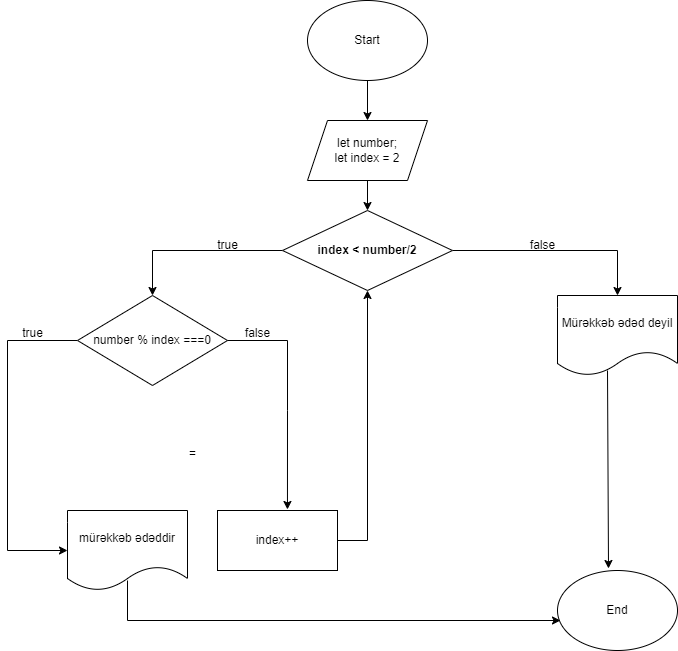 Start
let number;
let index = 2
index < number/2
true
false
number % index ===0
true
false
Mürəkkəb ədəd deyil
=
mürəkkəb ədəddir
index++
End